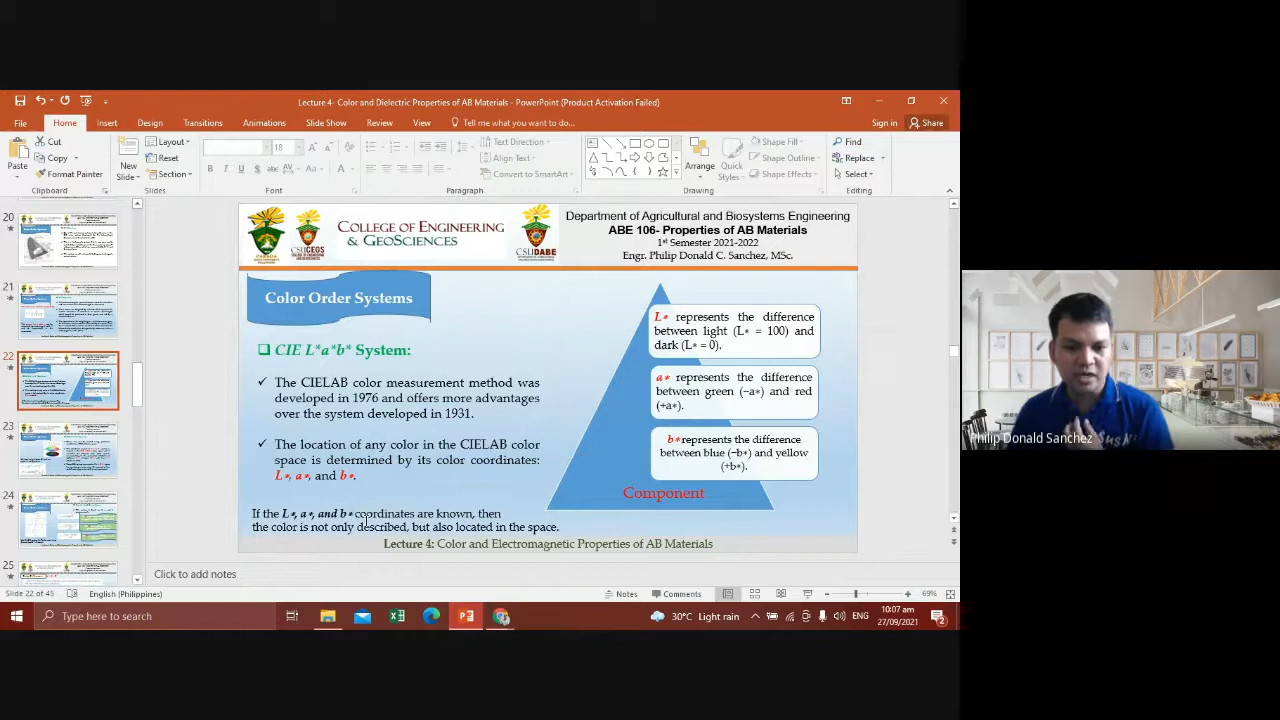 Lecture 4- Color and Dielectric Properties of AB Materials - PowerPoint (Product Activation Failed)
File Home Insert Design Transitions Animations Slide Show Review View Tell me what you want to do... Sign in Share
Paste
Cut
Copy
Format Painter
Clipboard
New
Slide
Layout
Reset
Section
Slides
18
Font
Text Direction
Align Text
Convert to SmartArt
Paragraph
Arrange
Quick
Styles
Shape Fill
Shape Outline
Shape Effects
Drawing
Find
Replace
Select
Editing
20
21
22
23
24
25
COLLEGE OF ENGINEERING
& GEOSCIENCES
CSUCEGS
CSUDABE
Department of Agricultural and Biosystems Engineering
ABE 106- Properties of AB Materials
1st Semester 2021-2022
Engr. Philip Donald C. Sanchez, MSc.
Color Order Systems
CIE L*a*b* System:
The CIELAB color measurement method was
developed in 1976 and offers more advantages
over the system developed in 1931.
The location of any color in the CIELAB color
space is determined by its color coordinates:
L*, a*, and b*.
If the L*, a*, and b* coordinates are known, then
the color is not only described, but also located in the space.
L* represents the difference
between light (L* = 100) and
dark (L* = 0).
a* represents the difference
between green (−a*) and red
(+a*).
b* represents the difference
between blue (−b*) and yellow
(+b*).
Component
Lecture 4: Color and Electromagnetic Properties of AB Materials
Click to add notes
Slide 22 of 45 English (Philippines) Notes Comments 69%
Type here to search 30°C Light rain ENG 10:07 am
27/09/2021
2
Philip Donald Sanchez